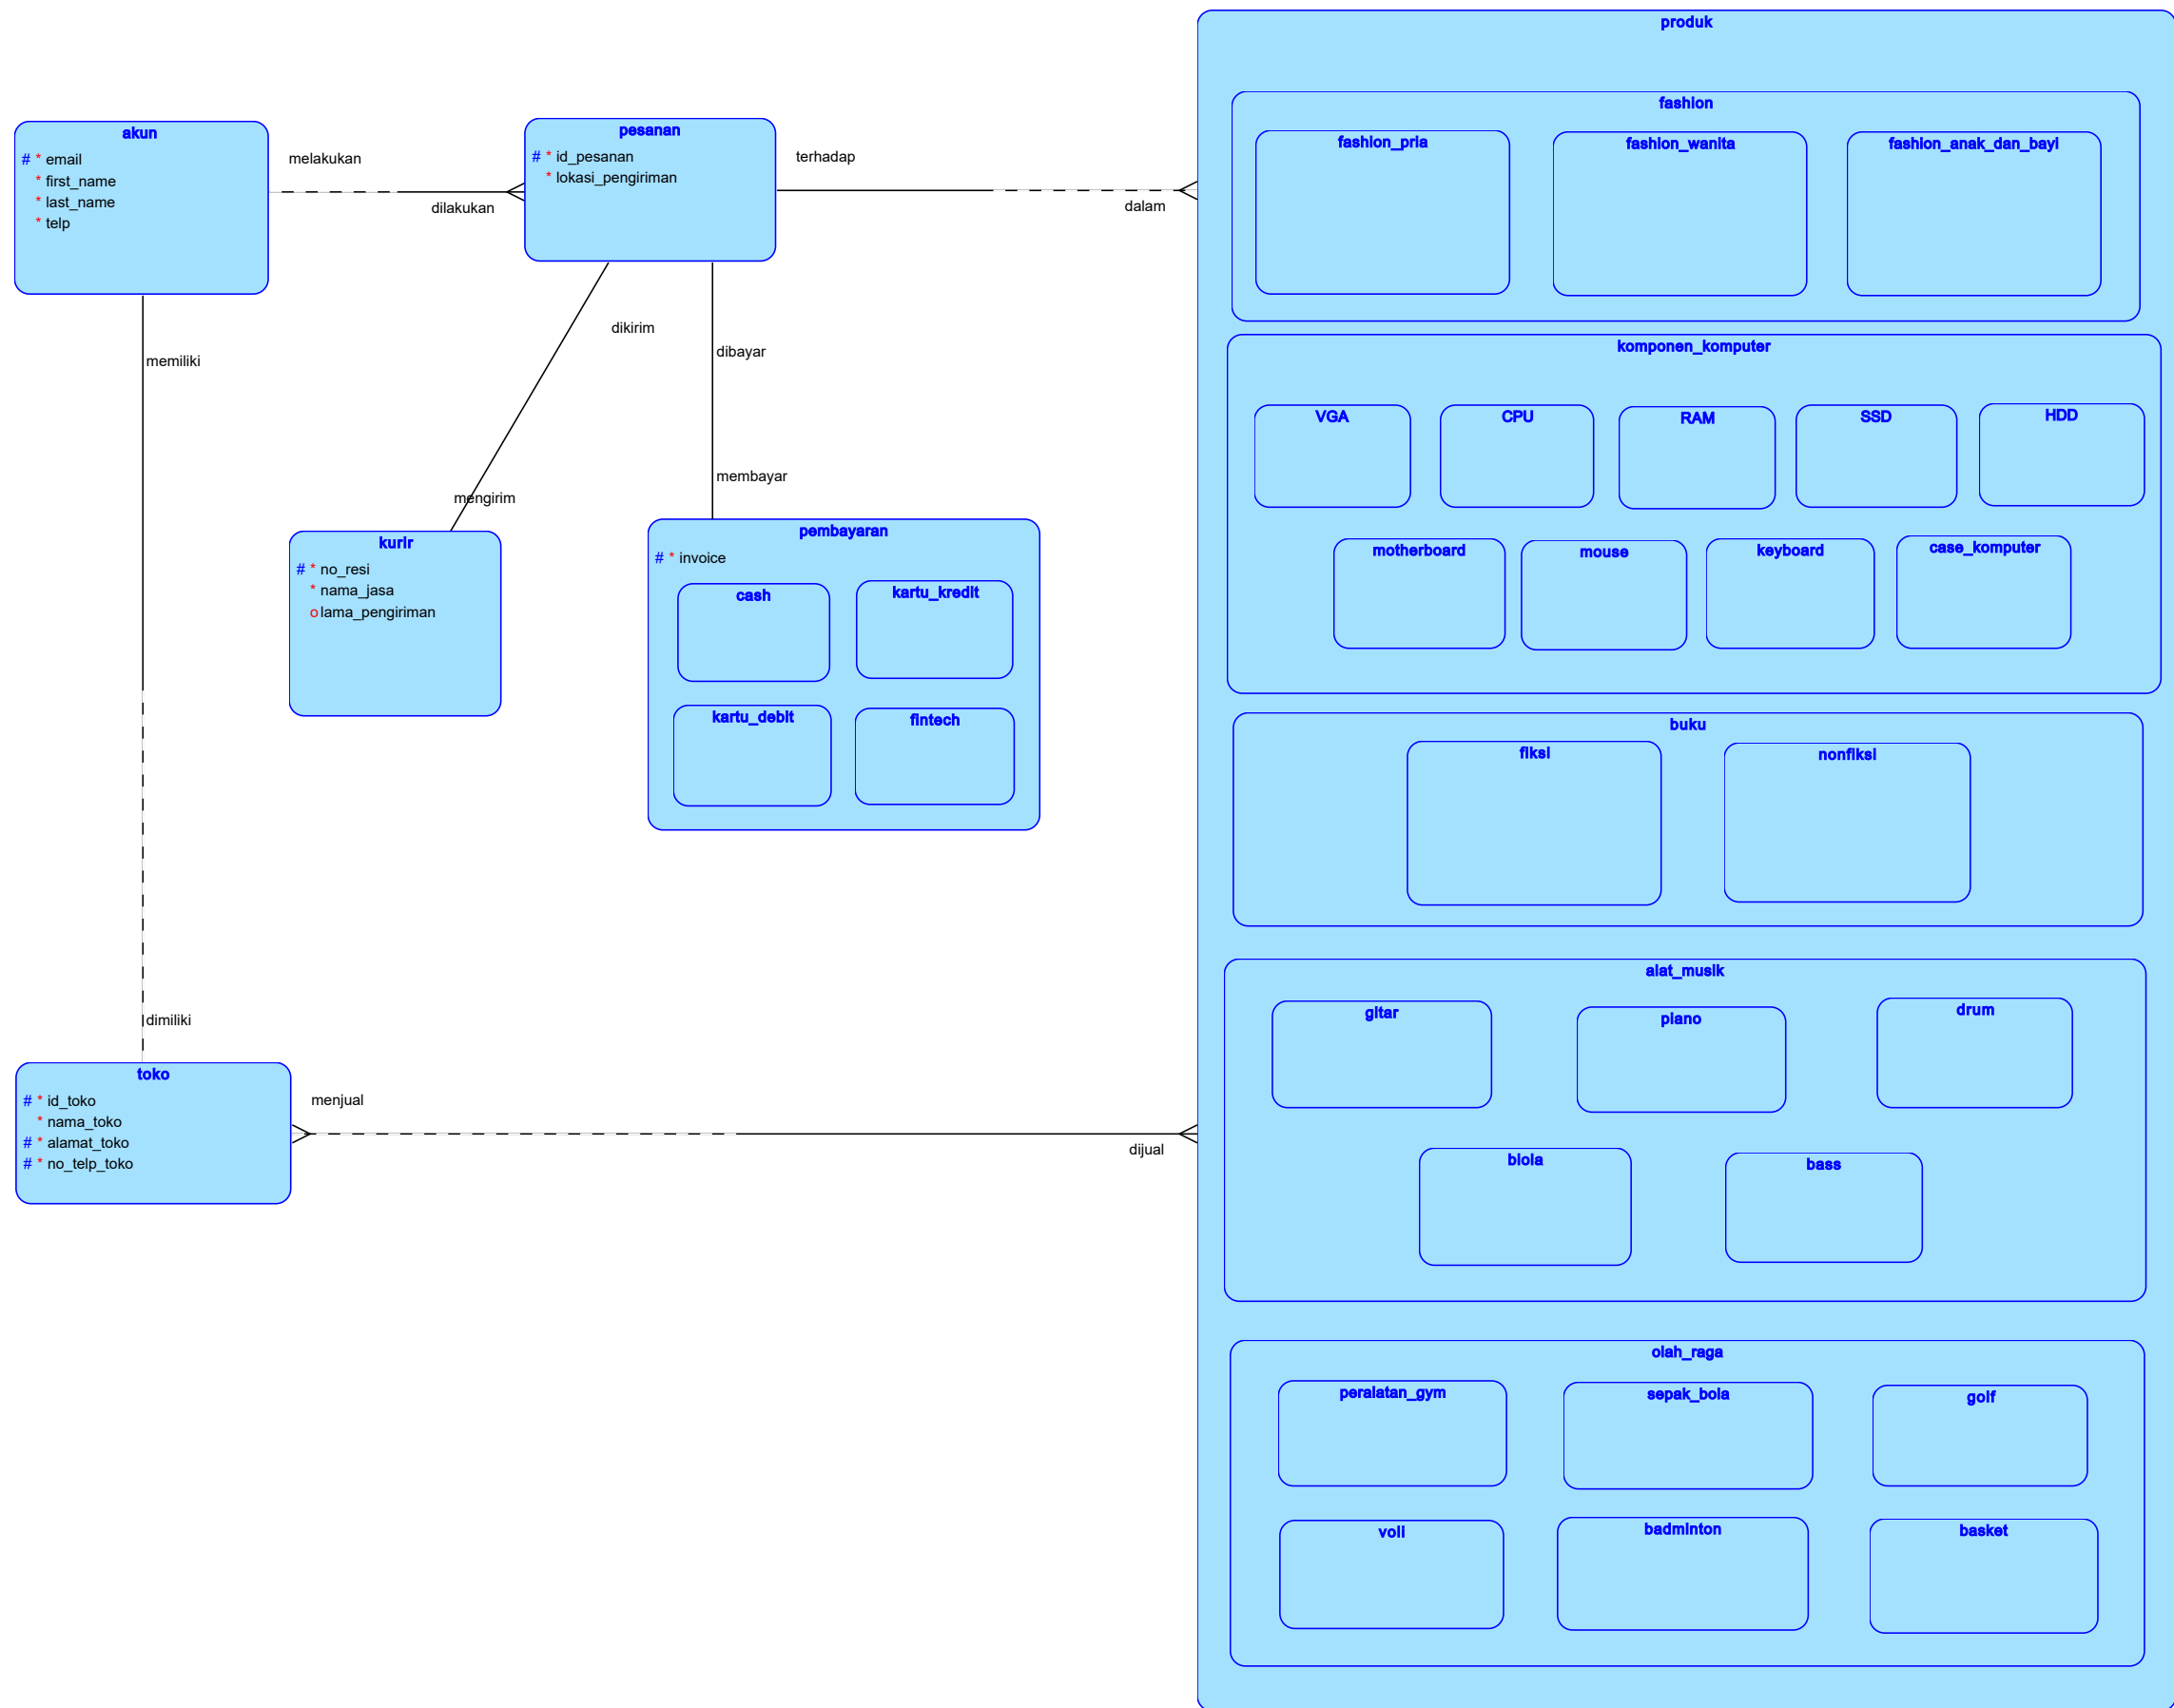 akun
# * email
* first_name
* last_name
* telp
melakukan
dilakukan
pesanan
# * id_pesanan
* lokasi_pengiriman
terhadap
dalam
memiliki
dimiliki
dikirim
mengirim
dibayar
membayar
kurir
# * no_resi
* nama_jasa
o lama_pengiriman
pembayaran
# * invoice
cash
kartu_kredit
kartu_debit
fintech
toko
# * id_toko
* nama_toko
# * alamat_toko
# * no_telp_toko
menjual
dijual
produk
fashion
fashion_pria
fashion_wanita
fashion_anak_dan_bayi
komponen_komputer
VGA
CPU
RAM
SSD
HDD
motherboard
mouse
keyboard
case_komputer
buku
fiksi
nonfiksi
alat_musik
gitar
piano
drum
biola
bass
olah_raga
peralatan_gym
sepak_bola
golf
voli
badminton
basket